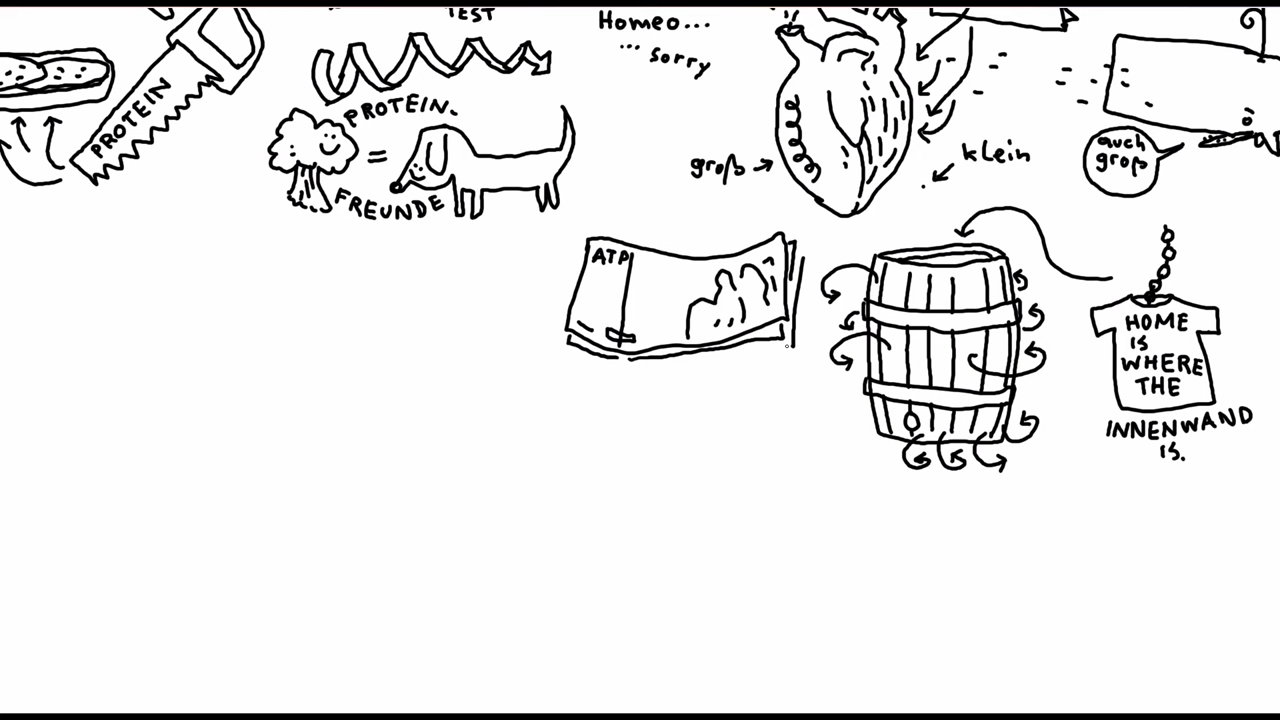 TEST
Homeo...
... sorry
PROTEIN
PROTEIN.
=
FREUNDE
groß
klein
auch
groß
ATP
HOME
IS
WHERE
THE
INNENWAND
IS.